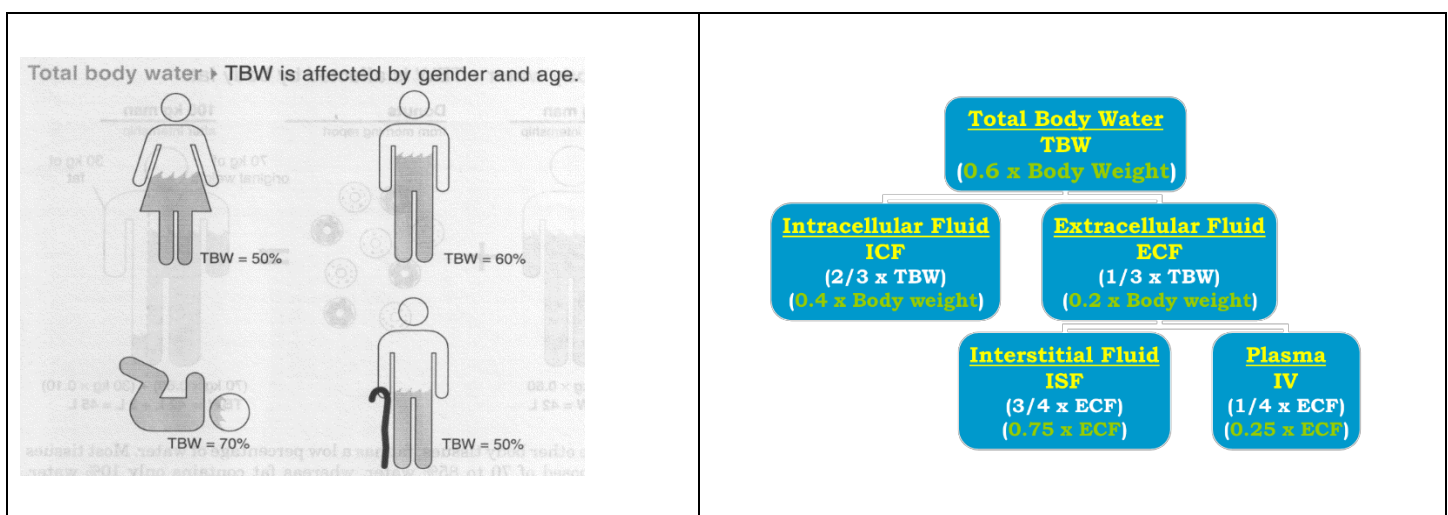 Total body water ▸ TBW is affected by gender and age.
TBW = 50%
TBW = 60%
TBW = 70%
TBW = 50%
Total Body Water
TBW
(0.6 x Body Weight)
Intracellular Fluid
ICF
(2/3 x TBW)
(0.4 x Body weight)
Extracellular Fluid
ECF
(1/3 x TBW)
(0.2 x Body weight)
Interstitial Fluid
ISF
(3/4 x ECF)
(0.75 x ECF)
Plasma
IV
(1/4 x ECF)
(0.25 x ECF)